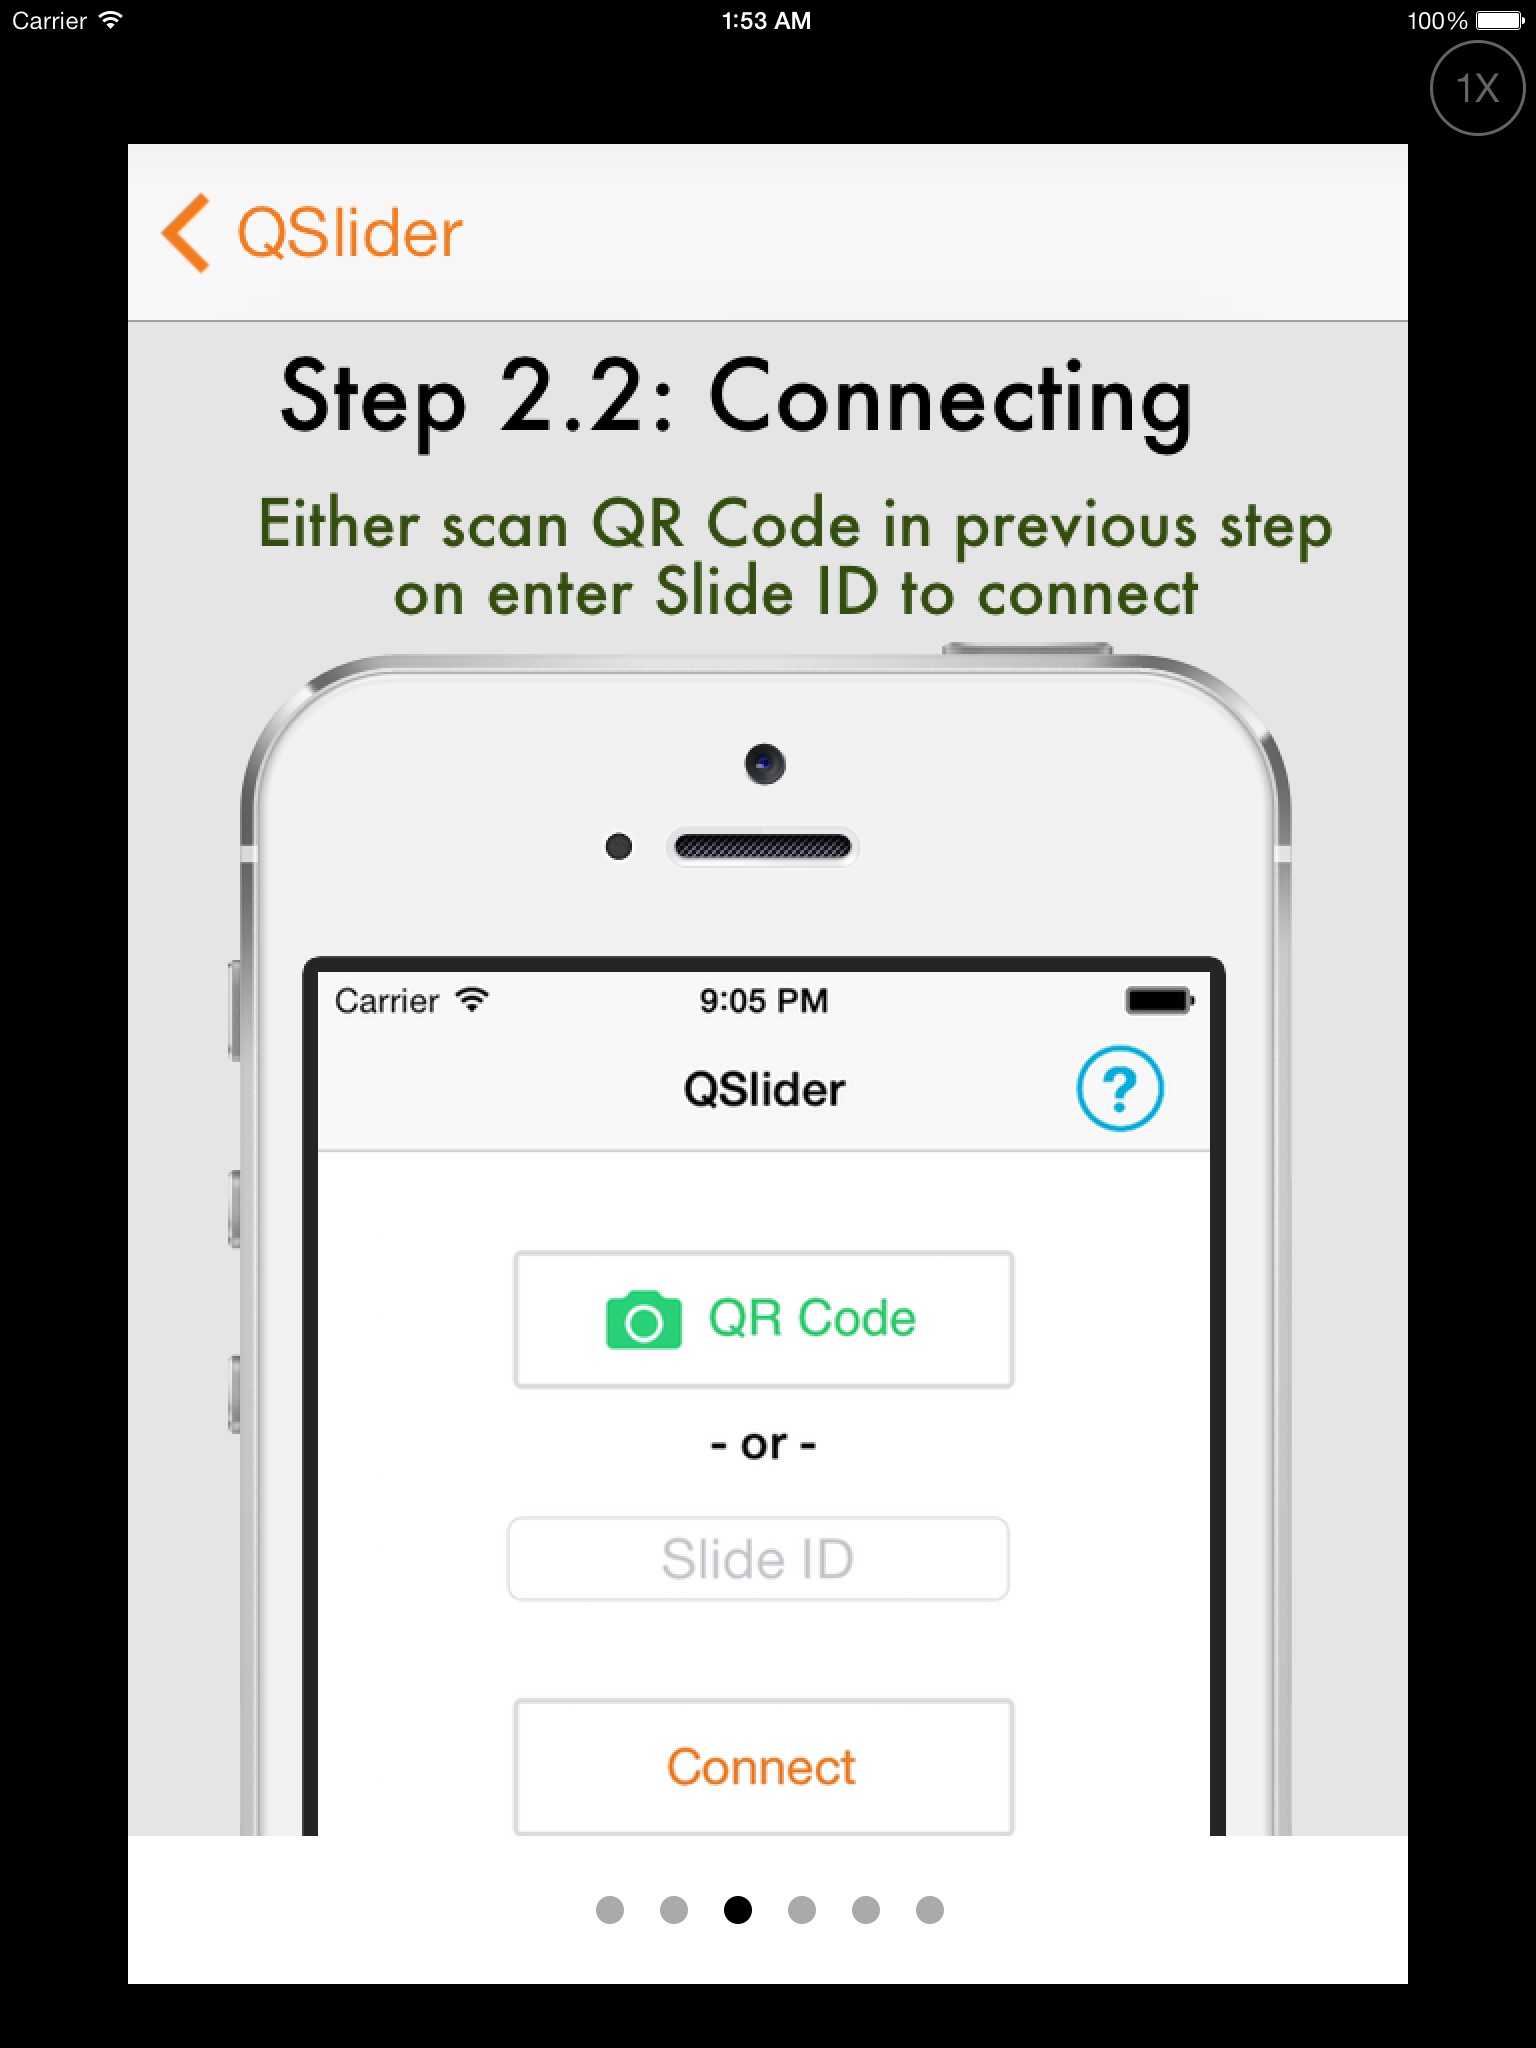 Carrier 1:53 AM 100%
1X
QSlider
Step 2.2: Connecting
Either scan QR Code in previous step
on enter Slide ID to connect
Carrier 9:05 PM
QSlider ?
QR Code
- or -
Slide ID
Connect